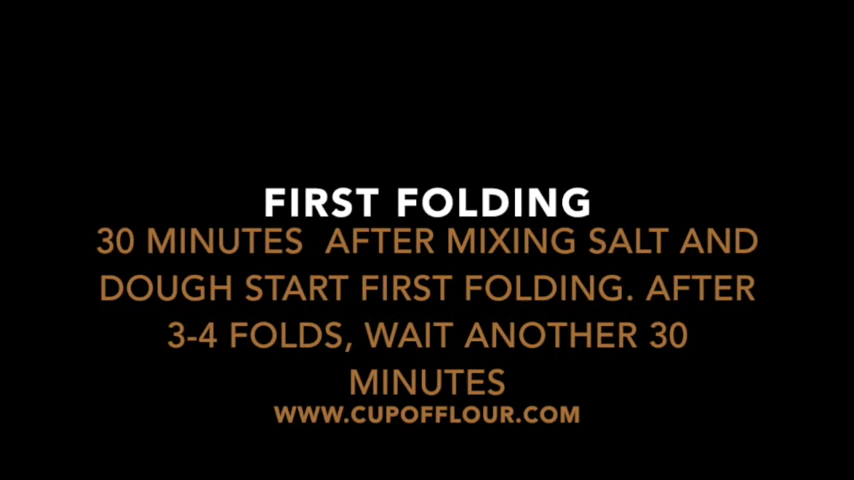 FIRST FOLDING
30 MINUTES  AFTER MIXING SALT AND
DOUGH START FIRST FOLDING. AFTER
3-4 FOLDS, WAIT ANOTHER 30
MINUTES
WWW.CUPOFFLOUR.COM